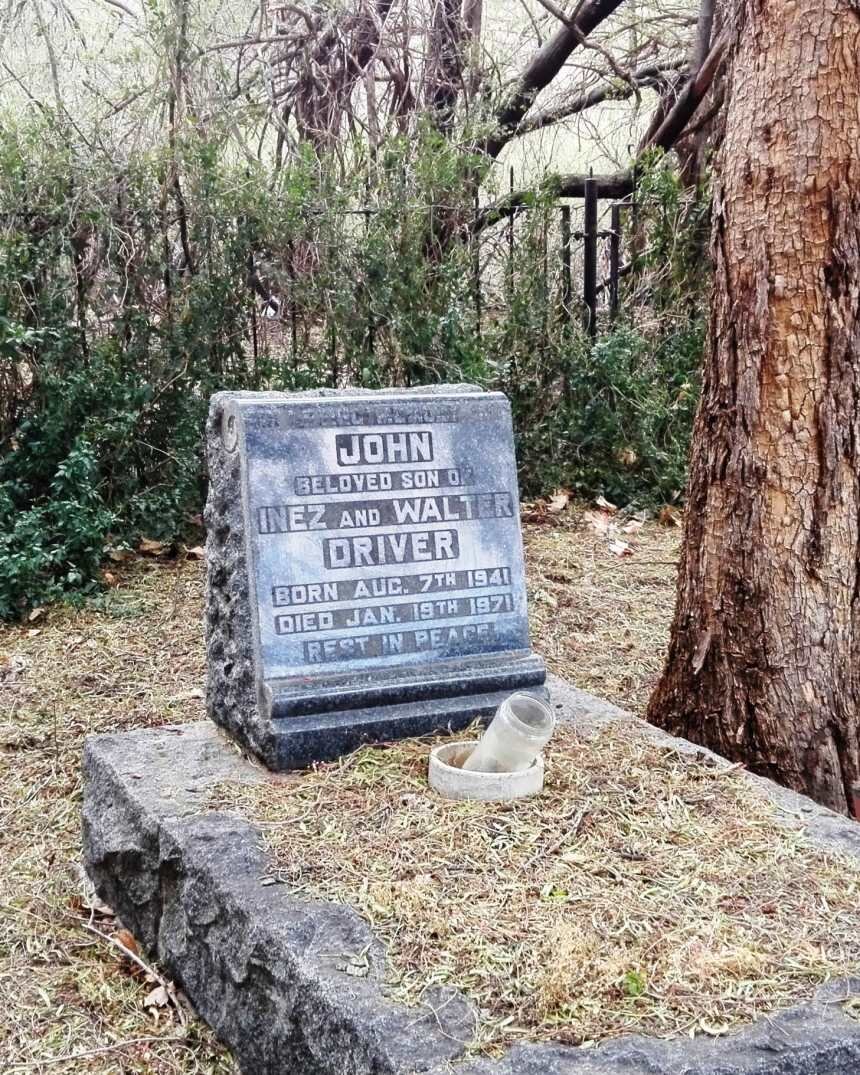 JOHN
BELOVED SON OF
INEZ AND WALTER
DRIVER
BORN AUG. 7TH 1941
DIED JAN. 19TH 1971
REST IN PEACE.